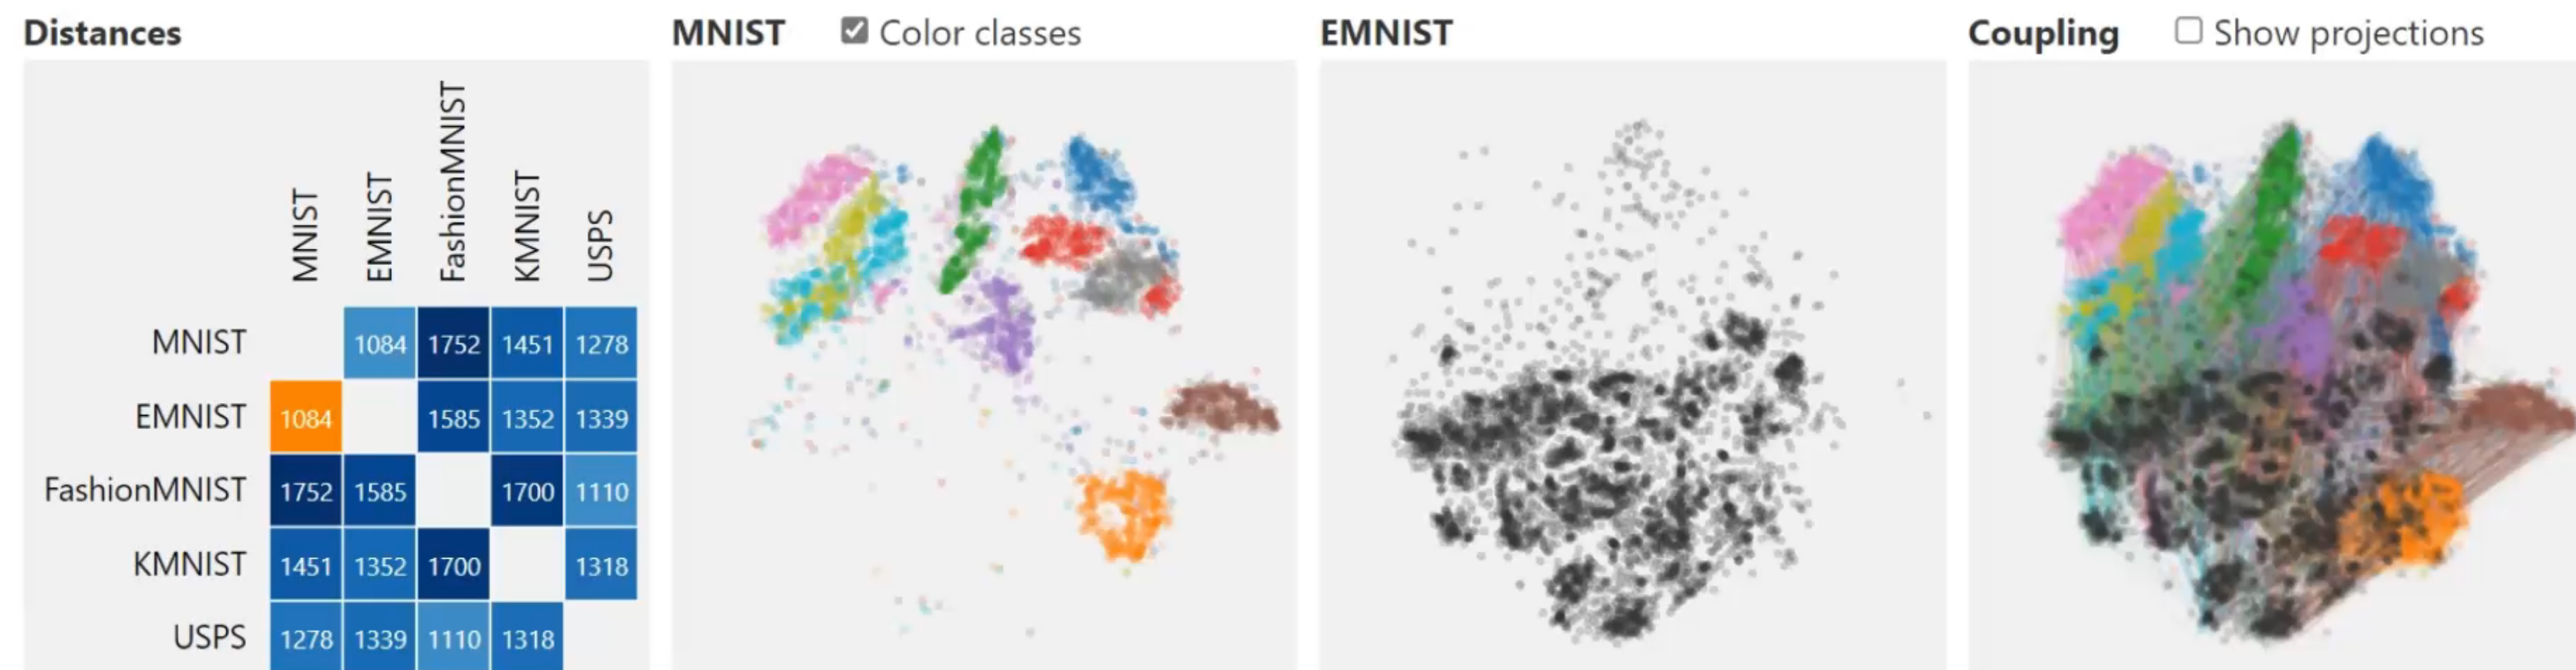 Distances
MNIST
EMNIST
FashionMNIST
KMNIST
USPS
MNIST 1084 1752 1451 1278
EMNIST 1084 1585 1352 1339
FashionMNIST 1752 1585 1700 1110
KMNIST 1451 1352 1700 1318
USPS 1278 1339 1110 1318
MNIST Color classes
EMNIST
Coupling Show projections